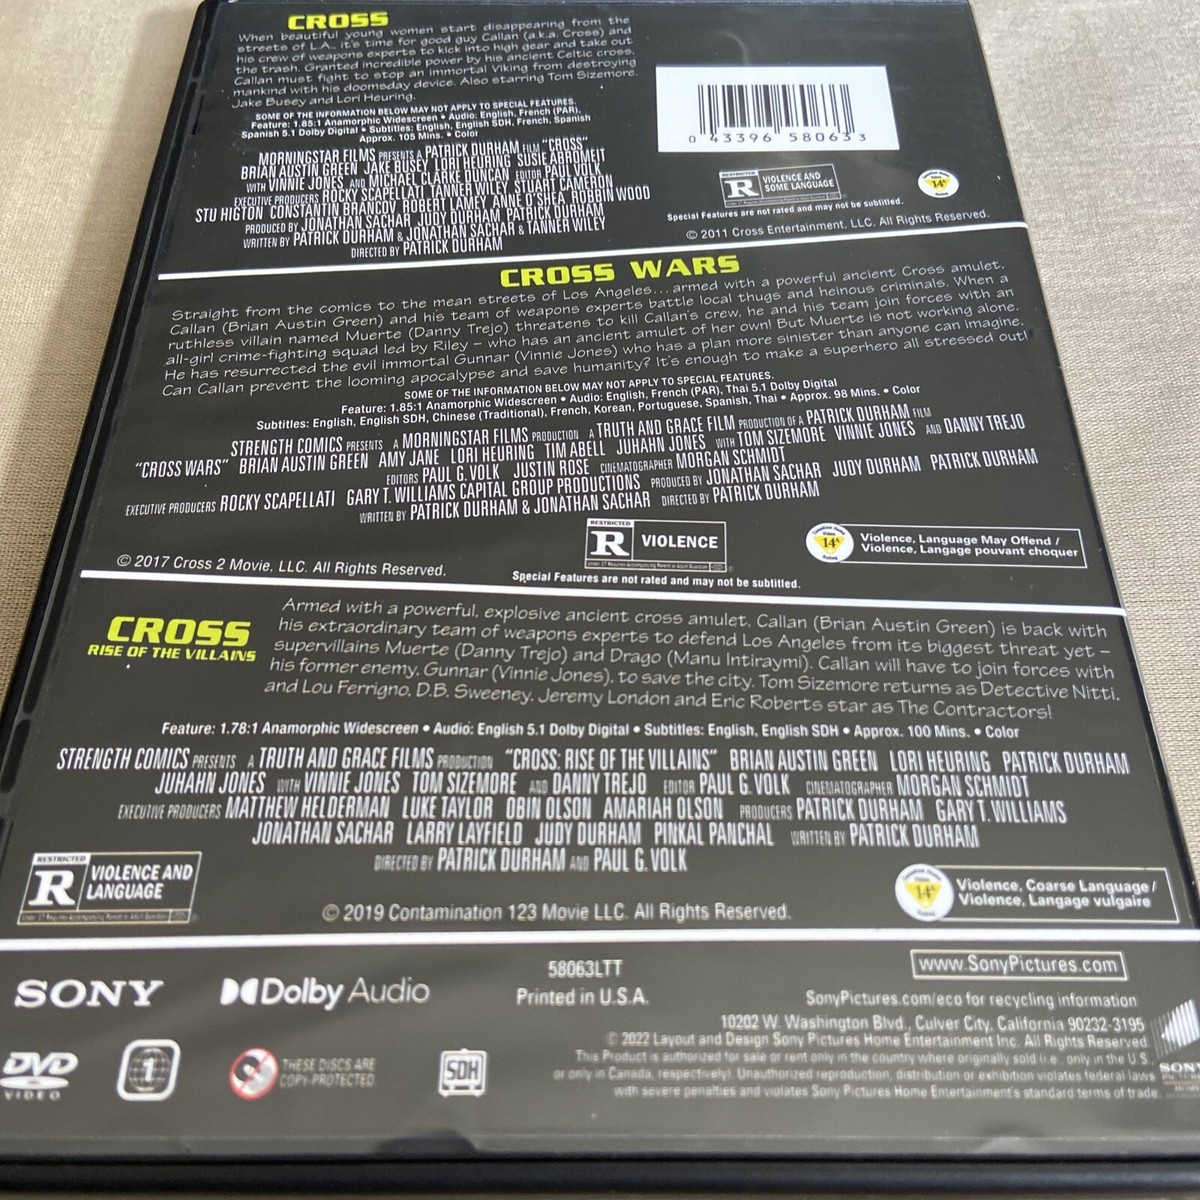 CROSS
When beautiful young women start disappearing from the
streets of L.A., it's time for good guy Callan (a.k.a. Cross) and
his crew of weapons experts to kick into high gear and take out
the trash. Granted incredible power by his ancient Celtic cross,
Callan must fight to stop an immortal Viking from destroying
mankind with his doomsday device. Also starring Tom Sizemore,
Jake Busey and Lori Heuring.
SOME OF THE INFORMATION BELOW MAY NOT APPLY TO SPECIAL FEATURES.
Feature: 1.85:1 Anamorphic Widescreen • Audio: English, French (PAR),
Spanish 5.1 Dolby Digital • Subtitles: English, English SDH, French, Spanish
Approx. 105 Mins. • Color
MORNINGSTAR FILMS PRESENTS A PATRICK DURHAM FILM "CROSS"
BRIAN AUSTIN GREEN JAKE BUSEY LORI HEURING SUSIE ABROMEIT
WITH VINNIE JONES AND MICHAEL CLARKE DUNCAN EDITOR PAUL VOLK
EXECUTIVE PRODUCERS ROCKY SCAPELLATI TANNER WILEY STUART CAMERON
STU HIGTON CONSTANTIN BRANCOV ROBERT LAMEY ANNE O'SHEA ROBBIN WOOD
PRODUCED BY JONATHAN SACHAR JUDY DURHAM PATRICK DURHAM
WRITTEN BY PATRICK DURHAM & JONATHAN SACHAR & TANNER WILEY
DIRECTED BY PATRICK DURHAM
0 43396 58063 3
RESTRICTED
R
VIOLENCE AND
SOME LANGUAGE
14A
Special Features are not rated and may not be subtitled.
© 2011 Cross Entertainment, LLC. All Rights Reserved.
CROSS WARS
Straight from the comics to the mean streets of Los Angeles...armed with a powerful ancient Cross amulet,
Callan (Brian Austin Green) and his team of weapons experts battle local thugs and heinous criminals. When a
ruthless villain named Muerte (Danny Trejo) threatens to kill Callan's crew, he and his team join forces with an
all-girl crime-fighting squad led by Riley – who has an ancient amulet of her own! But Muerte is not working alone.
He has resurrected the evil immortal Gunnar (Vinnie Jones) who has a plan more sinister than anyone can imagine.
Can Callan prevent the looming apocalypse and save humanity? It's enough to make a superhero all stressed out!
SOME OF THE INFORMATION BELOW MAY NOT APPLY TO SPECIAL FEATURES.
Feature: 1.85:1 Anamorphic Widescreen • Audio: English, French (PAR), Thai 5.1 Dolby Digital
Subtitles: English, English SDH, Chinese (Traditional), French, Korean, Portuguese, Spanish, Thai • Approx. 98 Mins. • Color
STRENGTH COMICS PRESENTS A MORNINGSTAR FILMS PRODUCTION A TRUTH AND GRACE FILM PRODUCTION OF A PATRICK DURHAM FILM
"CROSS WARS" BRIAN AUSTIN GREEN AMY JANE LORI HEURING TIM ABELL JUHAHN JONES WITH TOM SIZEMORE VINNIE JONES AND DANNY TREJO
EDITORS PAUL G. VOLK JUSTIN ROSE CINEMATOGRAPHER MORGAN SCHMIDT
EXECUTIVE PRODUCERS ROCKY SCAPELLATI GARY T. WILLIAMS CAPITAL GROUP PRODUCTIONS PRODUCED BY JONATHAN SACHAR JUDY DURHAM PATRICK DURHAM
WRITTEN BY PATRICK DURHAM & JONATHAN SACHAR DIRECTED BY PATRICK DURHAM
RESTRICTED
R
VIOLENCE
14A
Violence, Language May Offend /
Violence, Langage pouvant choquer
© 2017 Cross 2 Movie, LLC. All Rights Reserved.
Special Features are not rated and may not be subtitled.
CROSS
RISE OF THE VILLAINS
Armed with a powerful, explosive ancient cross amulet, Callan (Brian Austin Green) is back with
his extraordinary team of weapons experts to defend Los Angeles from its biggest threat yet –
supervillains Muerte (Danny Trejo) and Drago (Manu Intiraymi). Callan will have to join forces with
his former enemy, Gunnar (Vinnie Jones), to save the city. Tom Sizemore returns as Detective Nitti,
and Lou Ferrigno, D.B. Sweeney, Jeremy London and Eric Roberts star as The Contractors!
Feature: 1.78:1 Anamorphic Widescreen • Audio: English 5.1 Dolby Digital • Subtitles: English, English SDH • Approx. 100 Mins. • Color
STRENGTH COMICS PRESENTS A TRUTH AND GRACE FILMS PRODUCTION "CROSS: RISE OF THE VILLAINS" BRIAN AUSTIN GREEN LORI HEURING PATRICK DURHAM
JUHAHN JONES WITH VINNIE JONES TOM SIZEMORE AND DANNY TREJO EDITOR PAUL G. VOLK CINEMATOGRAPHER MORGAN SCHMIDT
EXECUTIVE PRODUCERS MATTHEW HELDERMAN LUKE TAYLOR OBIN OLSON AMARIAH OLSON PRODUCERS PATRICK DURHAM GARY T. WILLIAMS
JONATHAN SACHAR LARRY LAYFIELD JUDY DURHAM PINKAL PANCHAL WRITTEN BY PATRICK DURHAM
DIRECTED BY PATRICK DURHAM AND PAUL G. VOLK
RESTRICTED
R
VIOLENCE AND
LANGUAGE
14A
Violence, Coarse Language /
Violence, Langage vulgaire
© 2019 Contamination 123 Movie LLC. All Rights Reserved.
SONY
Dolby Audio
58063LTT
Printed in U.S.A.
www.SonyPictures.com
SonyPictures.com/eco for recycling information
10202 W. Washington Blvd., Culver City, California 90232-3195
© 2022 Layout and Design Sony Pictures Home Entertainment Inc. All Rights Reserved
This Product is authorized for sale or rent only in the country where originally sold (i.e. only in the U.S.
or only in Canada, respectively). Unauthorized reproduction, distribution or exhibition violates federal laws
with severe penalties and violates Sony Pictures Home Entertainment's standard terms of trade.
DVD
VIDEO
1
THESE DISCS ARE
COPY-PROTECTED
SDH
SONY